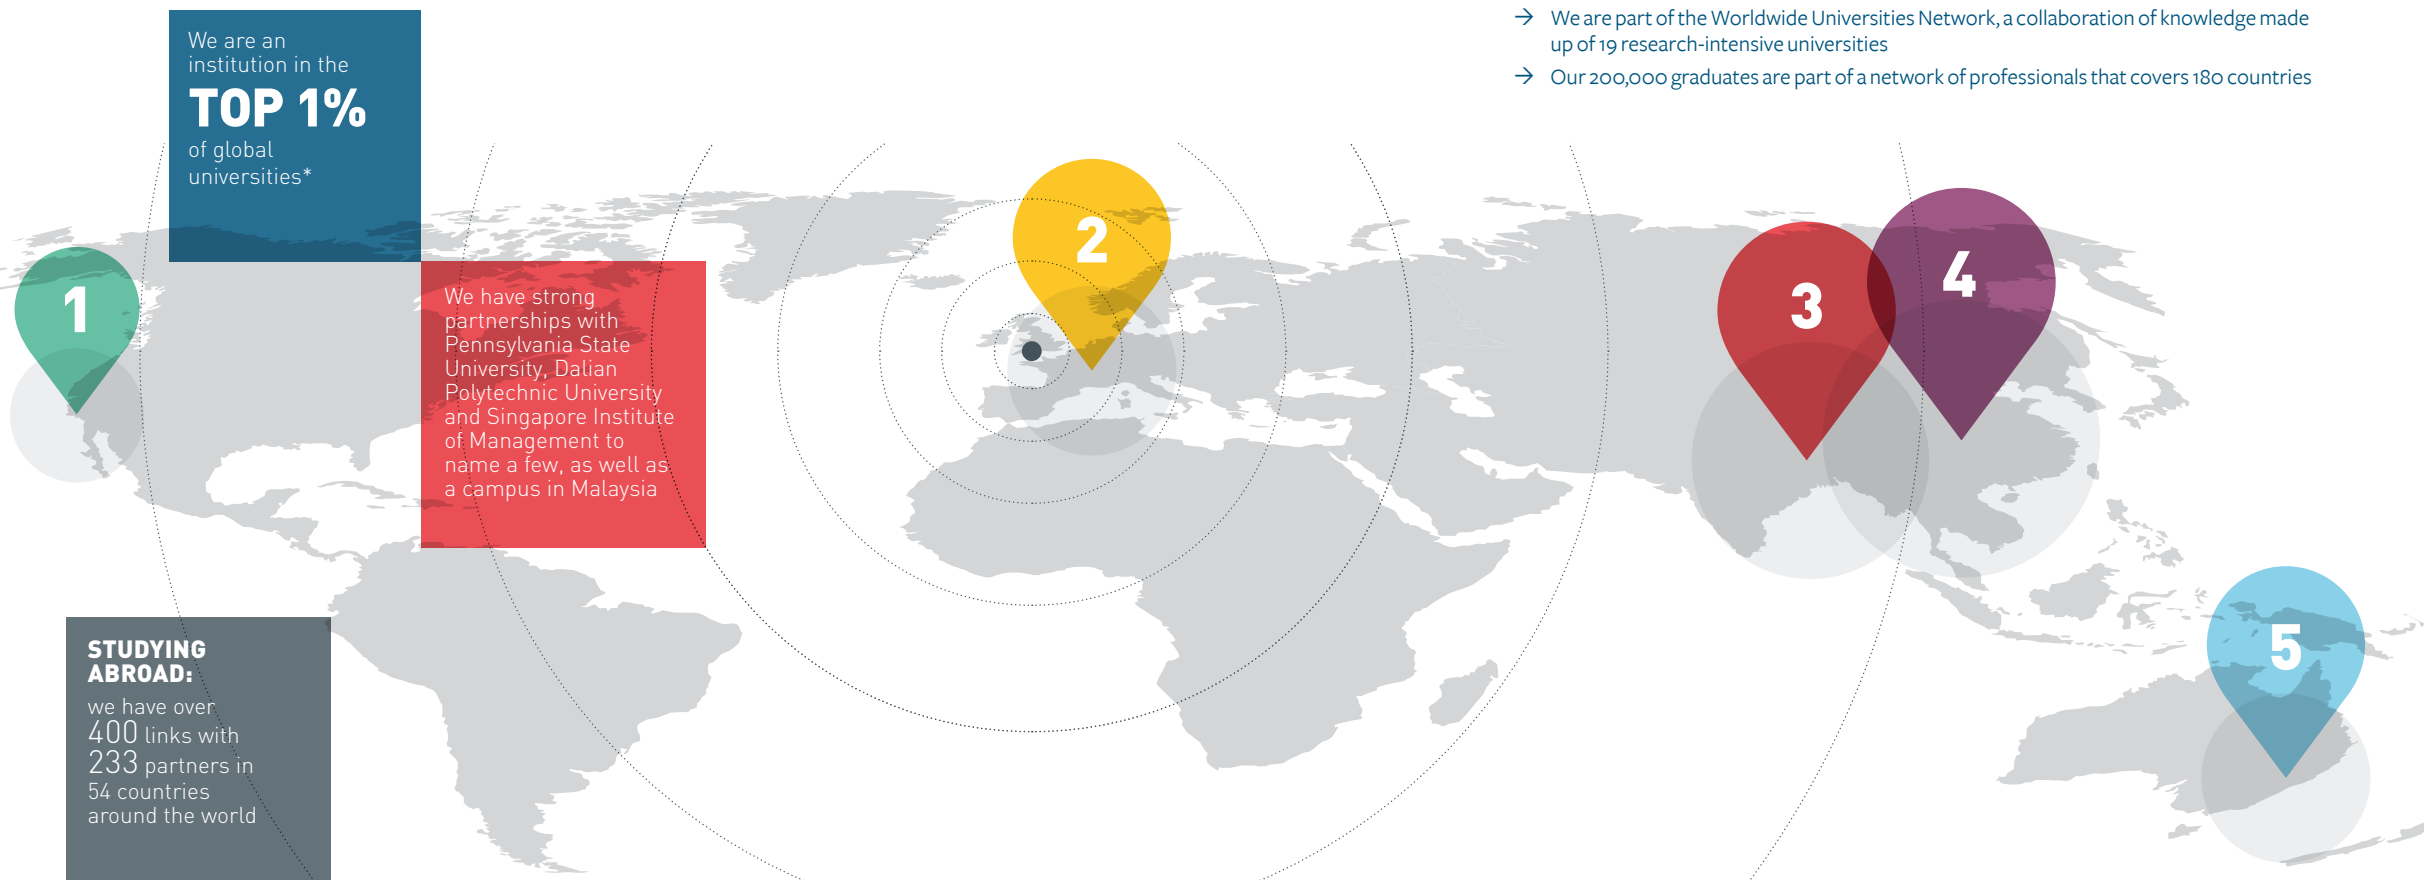 We are an
institution in the
TOP 1%
of global
universities*
→ We are part of the Worldwide Universities Network, a collaboration of knowledge made
up of 19 research-intensive universities
→ Our 200,000 graduates are part of a network of professionals that covers 180 countries
1
2
3
4
We have strong
partnerships with
Pennsylvania State
University, Dalian
Polytechnic University
and Singapore Institute
of Management to
name a few, as well as
a campus in Malaysia
5
STUDYING
ABROAD:
we have over
400 links with
233 partners in
54 countries
around the world